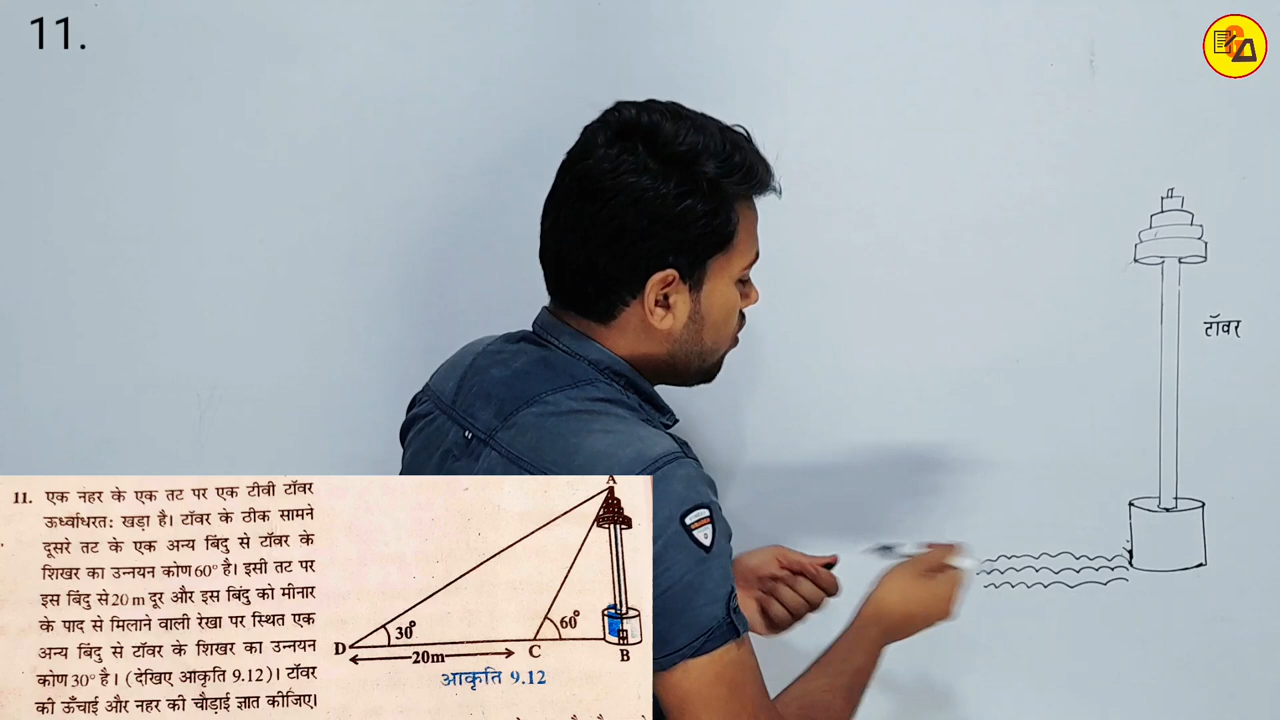 11.
टॉवर
11. एक नहर के एक तट पर एक टीवी टॉवर
ऊर्ध्वाधरत: खड़ा है। टॉवर के ठीक सामने
दूसरे तट के एक अन्य बिंदु से टॉवर के
शिखर का उन्नयन कोण 60° है। इसी तट पर
इस बिंदु से 20 m दूर और इस बिंदु को मीनार
के पाद से मिलाने वाली रेखा पर स्थित एक
अन्य बिंदु से टॉवर के शिखर का उन्नयन
कोण 30° है। (देखिए आकृति 9.12)। टॉवर
की ऊँचाई और नहर की चौड़ाई ज्ञात कीजिए।
A
30°
60°
D
C
B
20m
आकृति 9.12